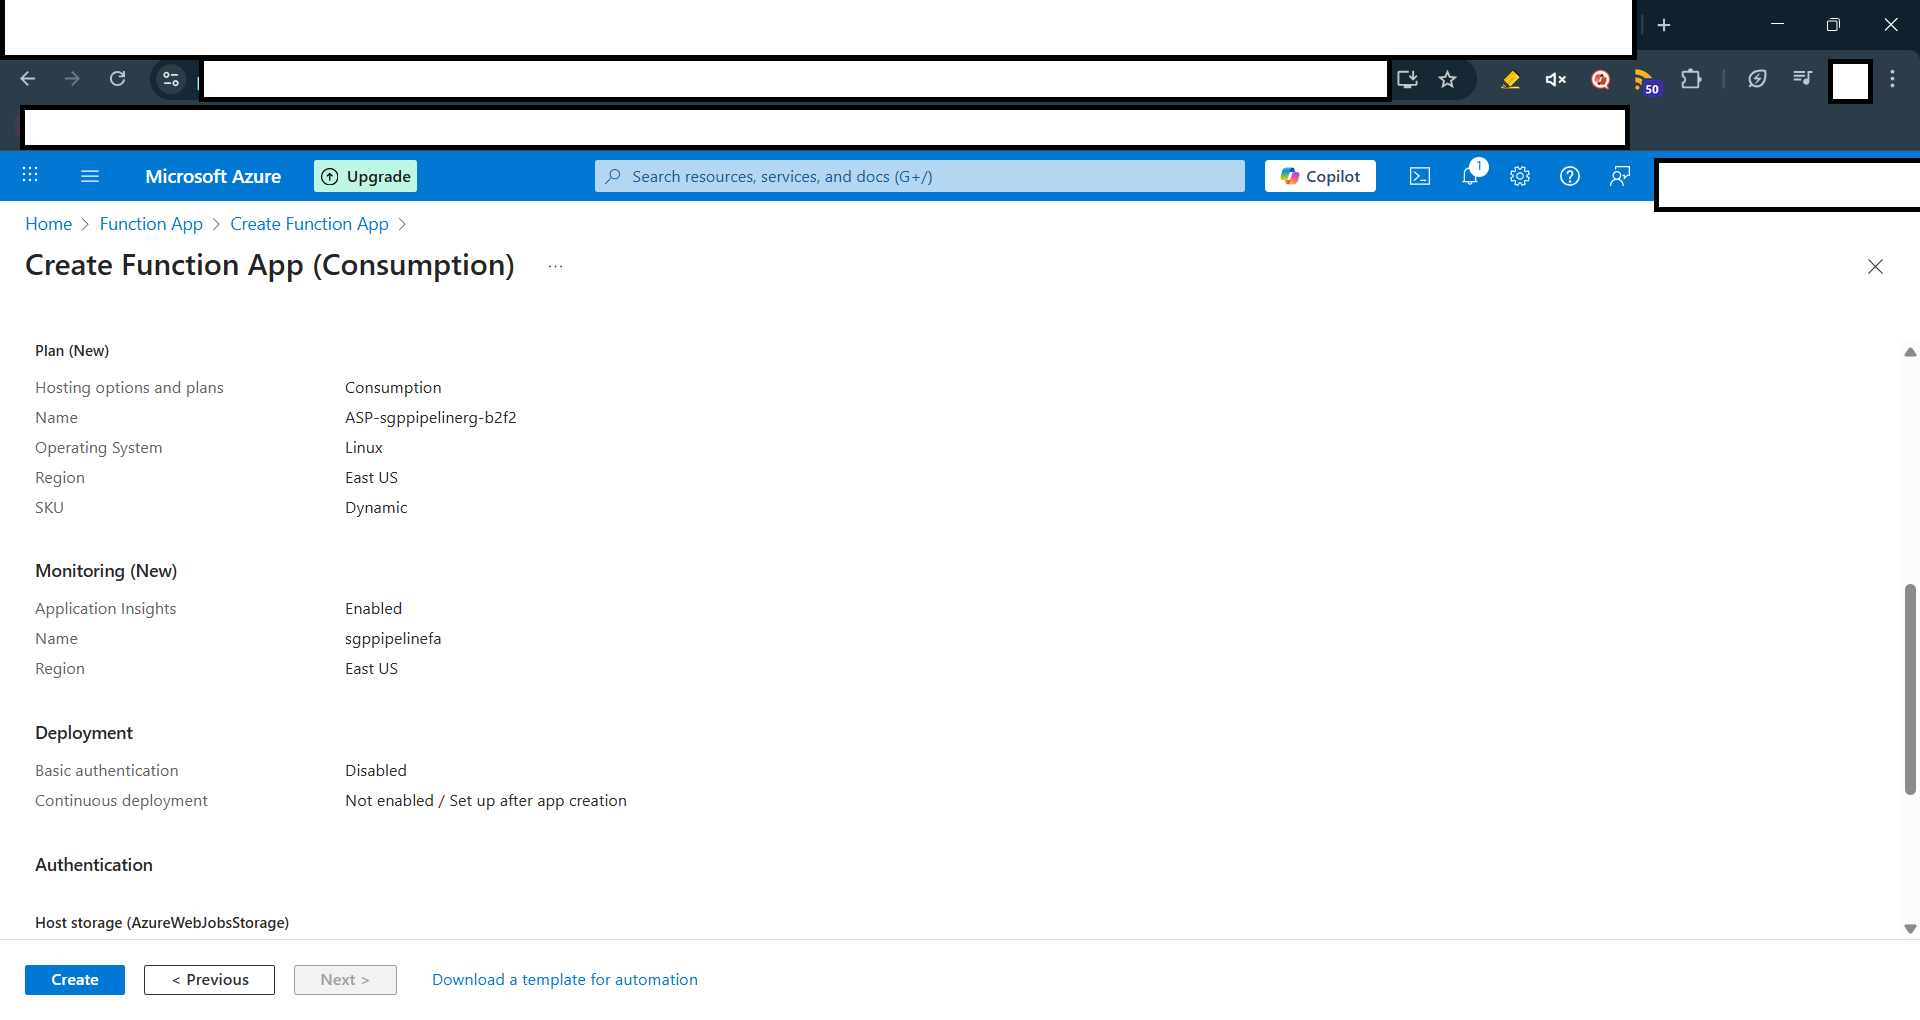 50
Microsoft Azure
Upgrade
Search resources, services, and docs (G+/)
Copilot
1
Home > Function App > Create Function App >
Create Function App (Consumption) ...
Plan (New)
Hosting options and plans Consumption
Name ASP-sgppipelinerg-b2f2
Operating System Linux
Region East US
SKU Dynamic
Monitoring (New)
Application Insights Enabled
Name sgppipelinefa
Region East US
Deployment
Basic authentication Disabled
Continuous deployment Not enabled / Set up after app creation
Authentication
Host storage (AzureWebJobsStorage)
Create
< Previous
Next >
Download a template for automation